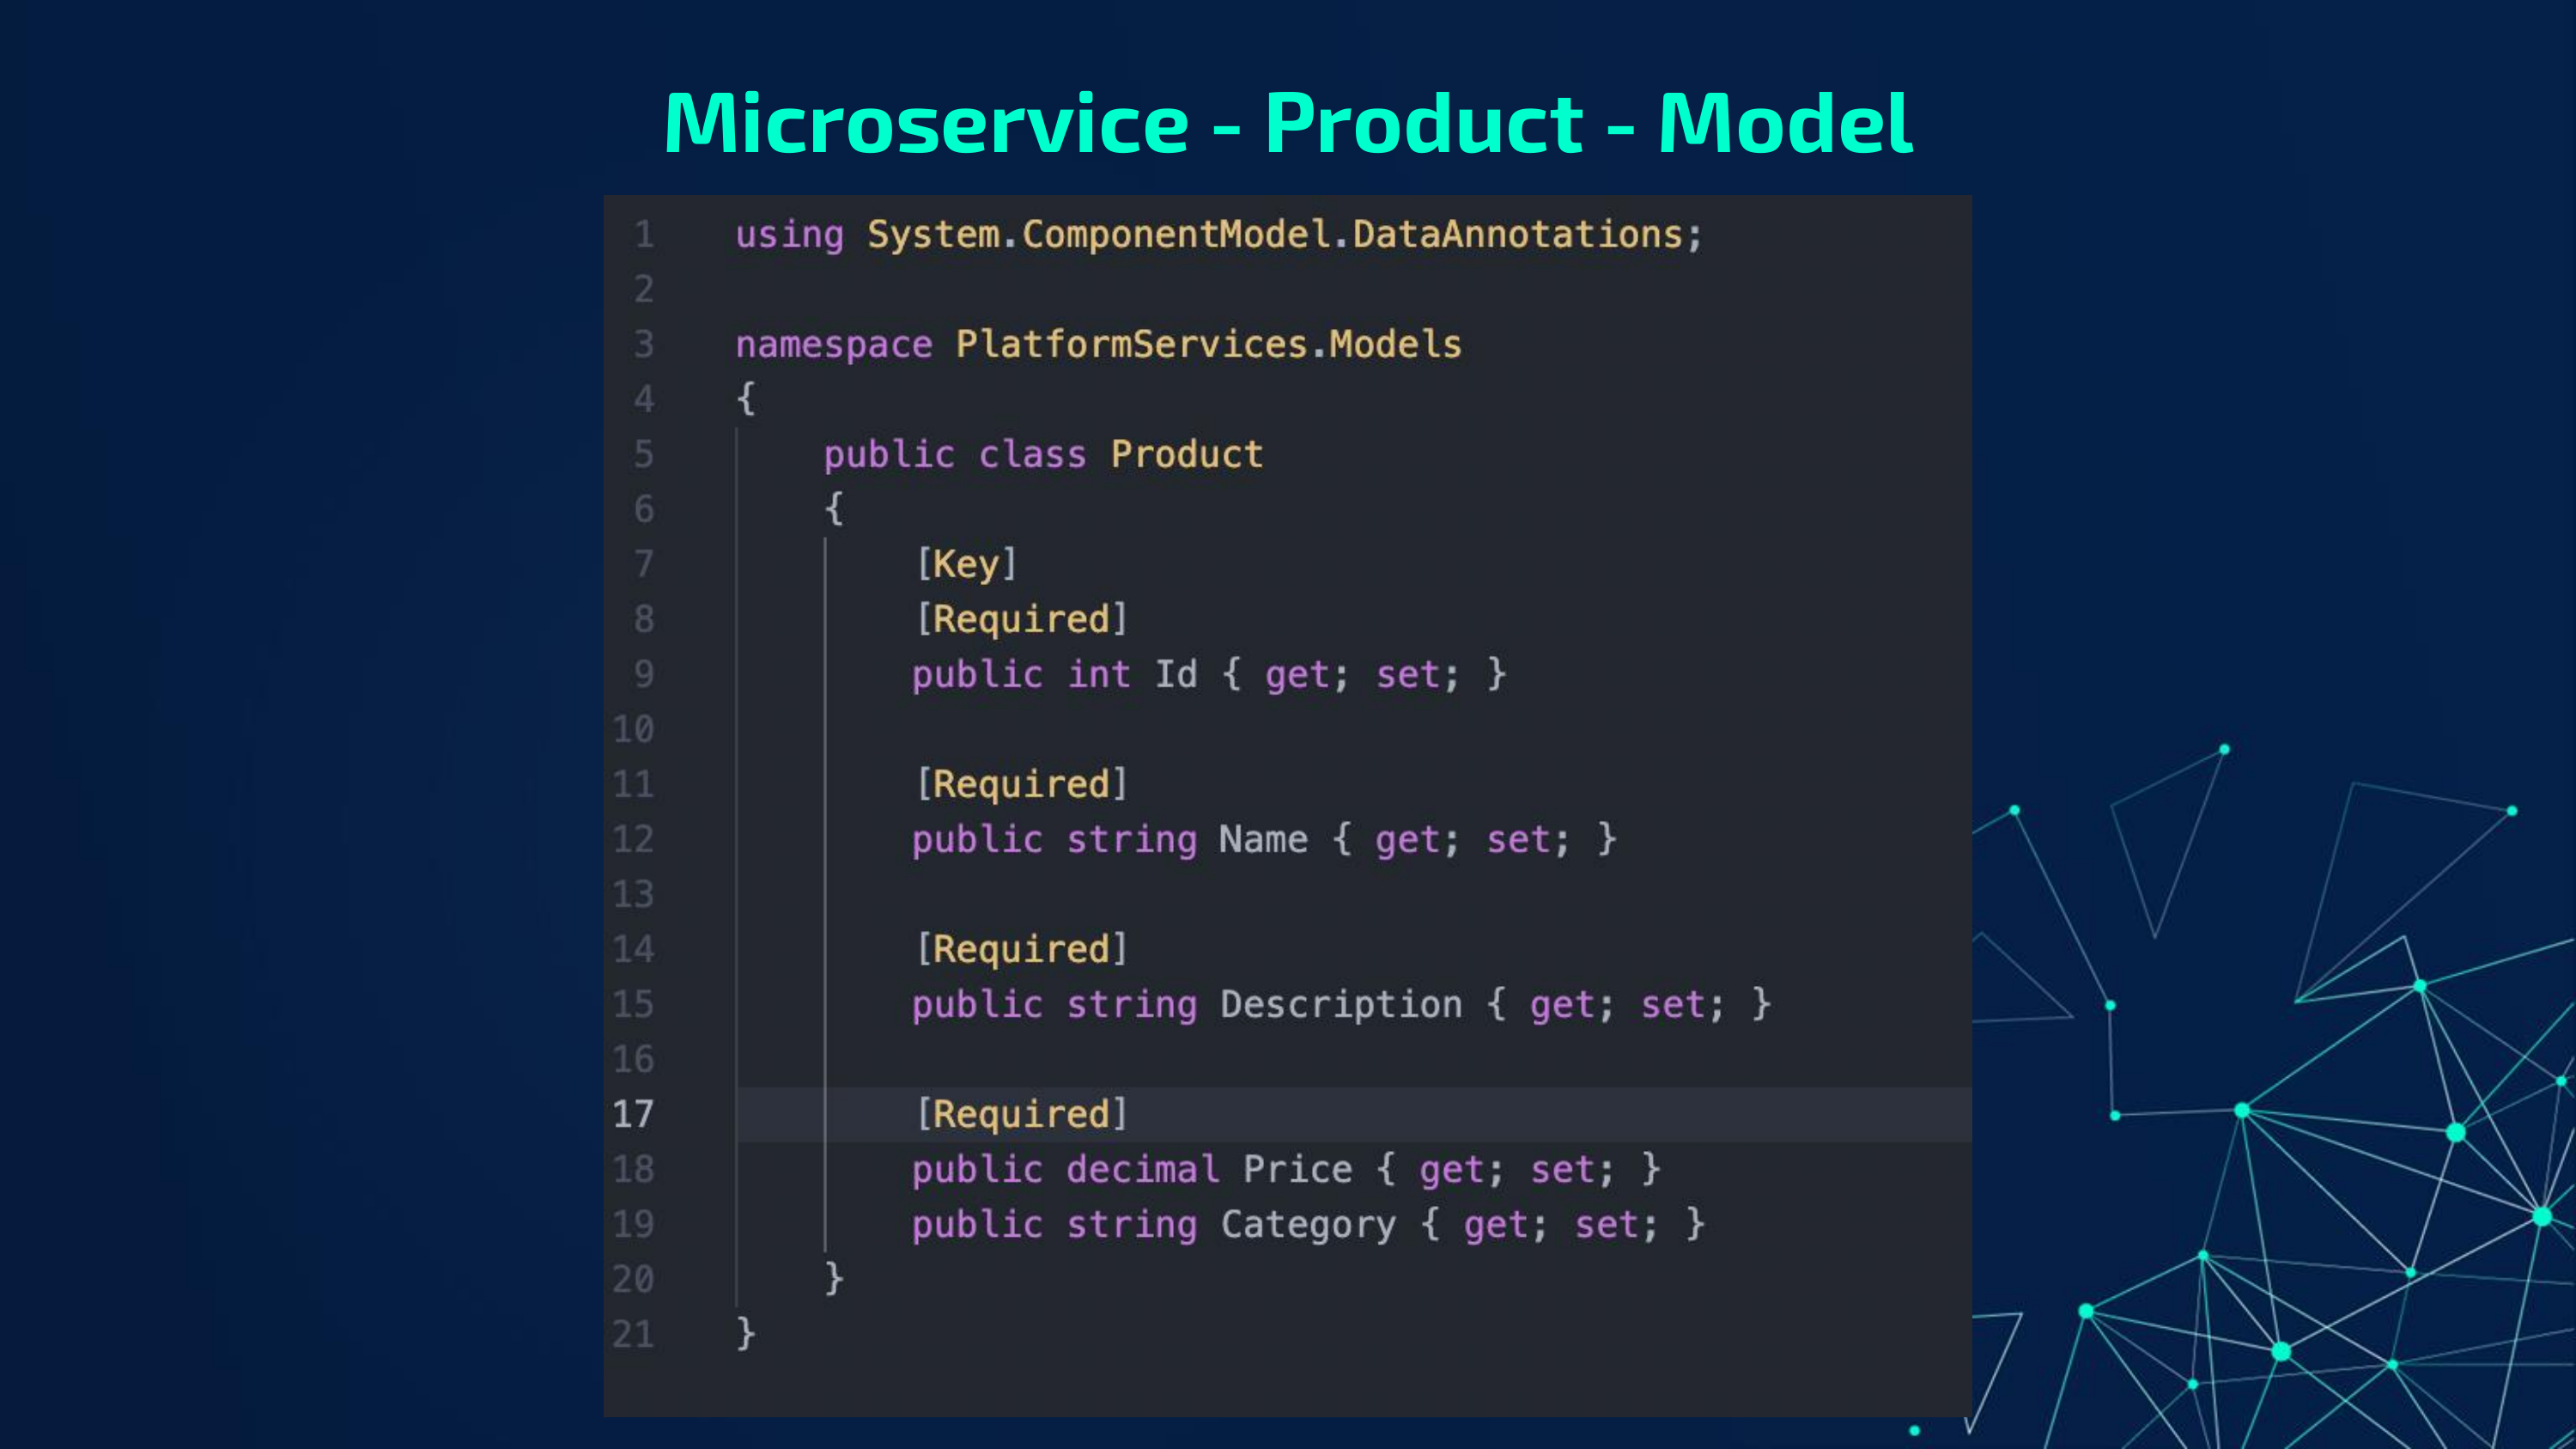 Microservice - Product - Model
1 using System.ComponentModel.DataAnnotations;
2
3 namespace PlatformServices.Models
4 {
5 public class Product
6 {
7 [Key]
8 [Required]
9 public int Id { get; set; }
10
11 [Required]
12 public string Name { get; set; }
13
14 [Required]
15 public string Description { get; set; }
16
17 [Required]
18 public decimal Price { get; set; }
19 public string Category { get; set; }
20 }
21 }